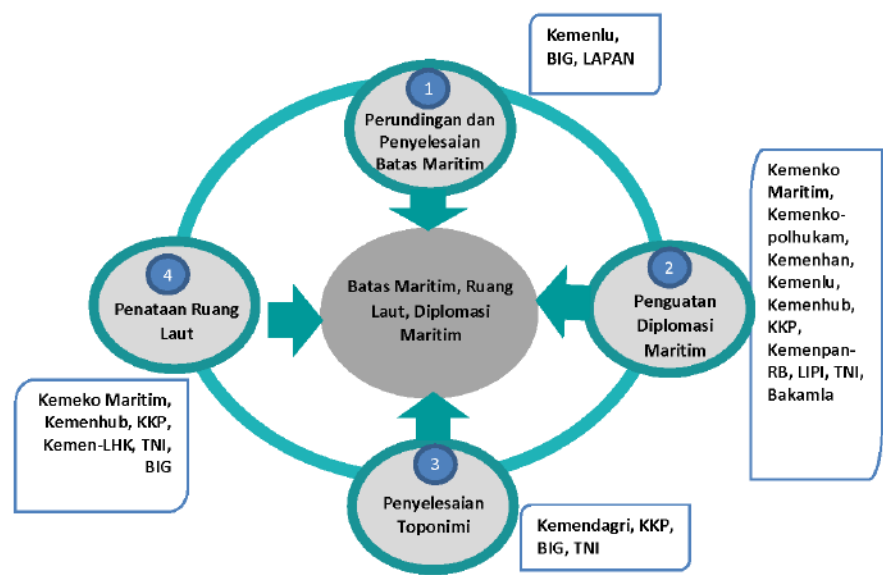 Kemenlu,
BIG, LAPAN
1
Perundingan dan
Penyelesaian
Batas Maritim
Kemenko
Maritim,
Kemenko-
polhukam,
Kemenhan,
Kemenlu,
Kemenhub,
KKP,
Kemenpan-
RB, LIPI, TNI,
Bakamla
2
Penguatan
Diplomasi
Maritim
4
Penataan Ruang
Laut
Batas Maritim, Ruang
Laut, Diplomasi
Maritim
Kemeko Maritim,
Kemenhub, KKP,
Kemen-LHK, TNI,
BIG
3
Penyelesaian
Toponimi
Kemendagri, KKP,
BIG, TNI